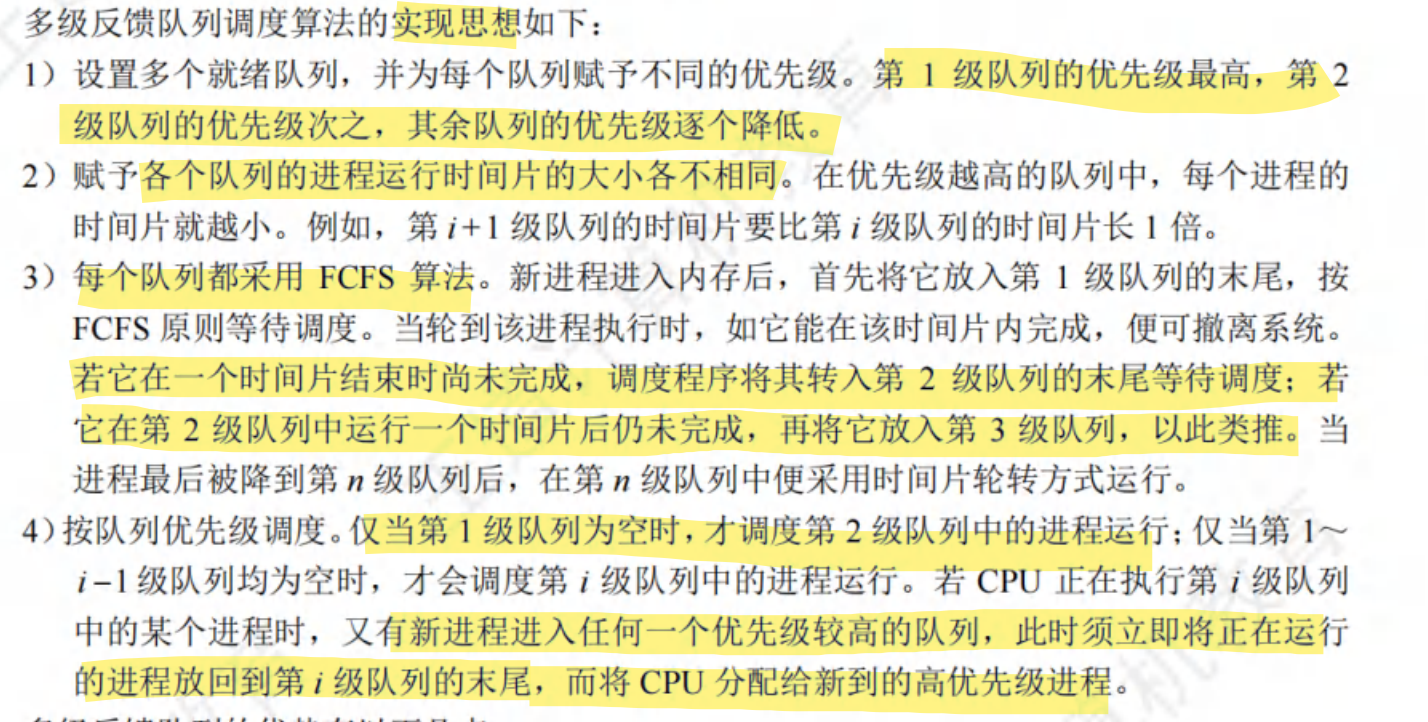 多级反馈队列调度算法的实现思想如下：
1）设置多个就绪队列，并为每个队列赋予不同的优先级。第 1 级队列的优先级最高，第 2
级队列的优先级次之，其余队列的优先级逐个降低。
2）赋予各个队列的进程运行时间片的大小各不相同。在优先级越高的队列中，每个进程的
时间片就越小。例如，第 i+1 级队列的时间片要比第 i 级队列的时间片长 1 倍。
3）每个队列都采用 FCFS 算法。新进程进入内存后，首先将它放入第 1 级队列的末尾，按
FCFS 原则等待调度。当轮到该进程执行时，如它能在该时间片内完成，便可撤离系统。
若它在一个时间片结束时尚未完成，调度程序将其转入第 2 级队列的末尾等待调度；若
它在第 2 级队列中运行一个时间片后仍未完成，再将它放入第 3 级队列，以此类推。当
进程最后被降到第 n 级队列后，在第 n 级队列中便采用时间片轮转方式运行。
4）按队列优先级调度。仅当第 1 级队列为空时，才调度第 2 级队列中的进程运行；仅当第 1～
i−1 级队列均为空时，才会调度第 i 级队列中的进程运行。若 CPU 正在执行第 i 级队列
中的某个进程时，又有新进程进入任何一个优先级较高的队列，此时须立即将正在运行
的进程放回到第 i 级队列的末尾，而将 CPU 分配给新到的高优先级进程。